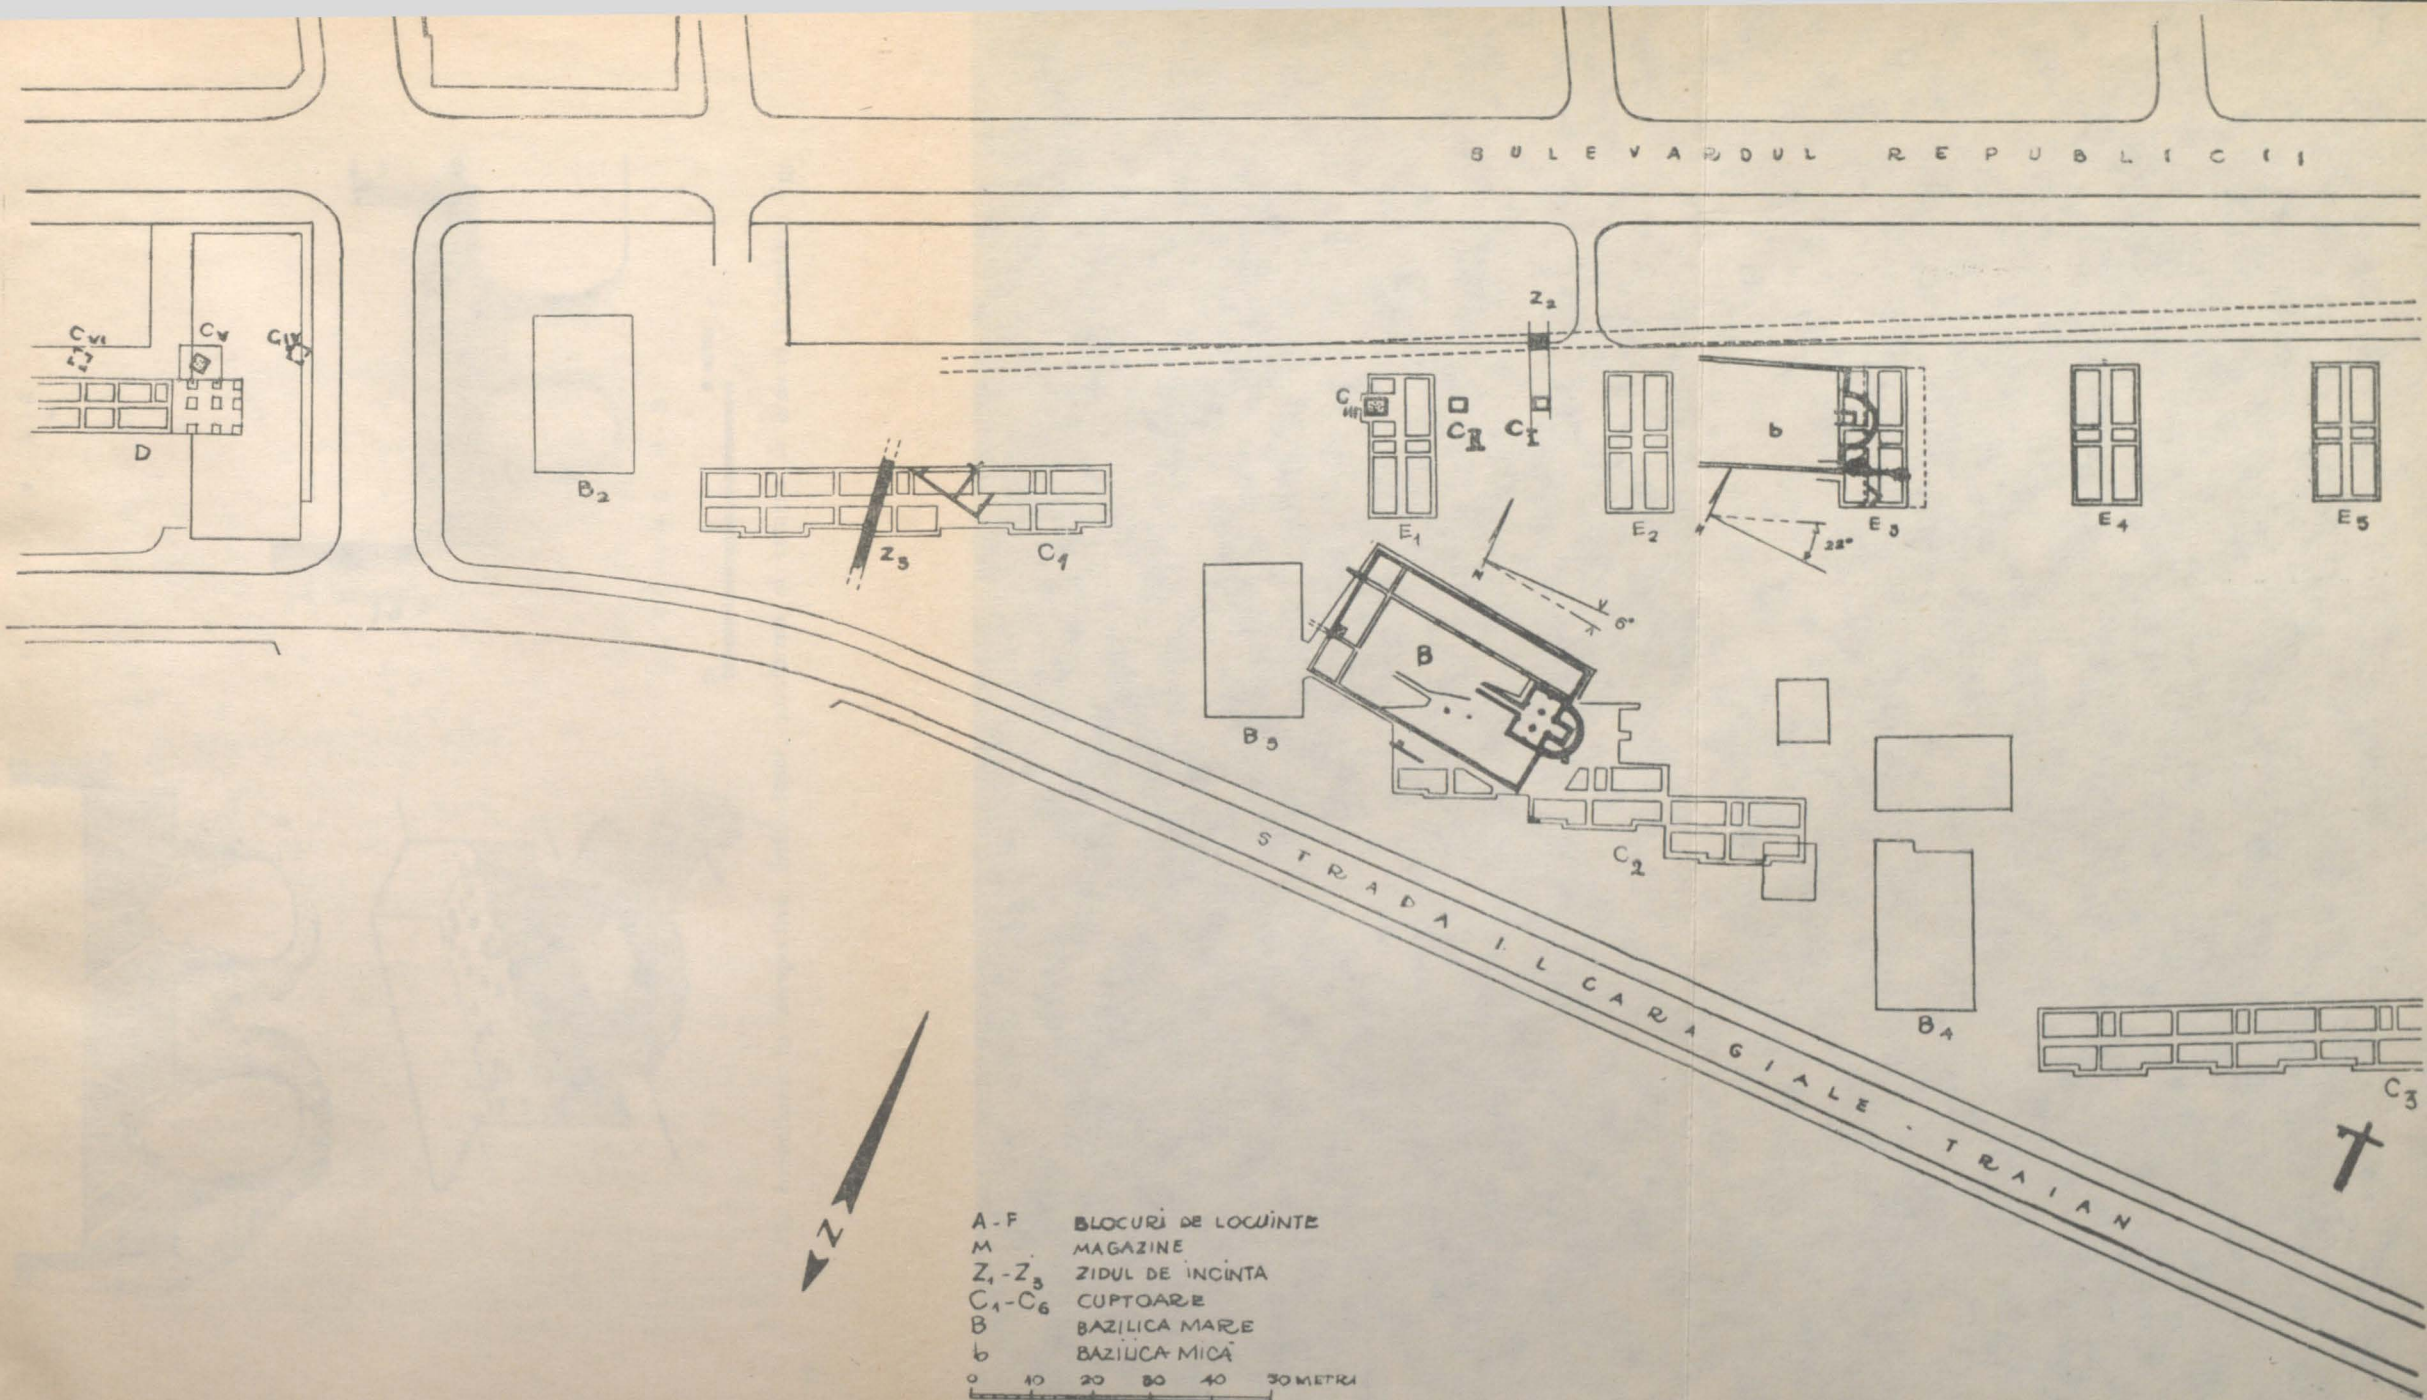 BULEVARDUL REPUBLICII
Z2
CVI
CV
CIV
CIII
CII
CI
b
D
B2
Z3
C1
E1
E2
E3
E4
E5
22°
N
V
6°
B
B3
C2
B4
C3
STRADA I. L CARAGIALE - TRAIAN
N
A-F BLOCURI DE LOCUINTE
M MAGAZINE
Z1-Z3 ZIDUL DE INCINTA
C1-C6 CUPTOARE
B BAZILICA MARE
b BAZILICA MICĂ
0 10 20 30 40 50 METRI